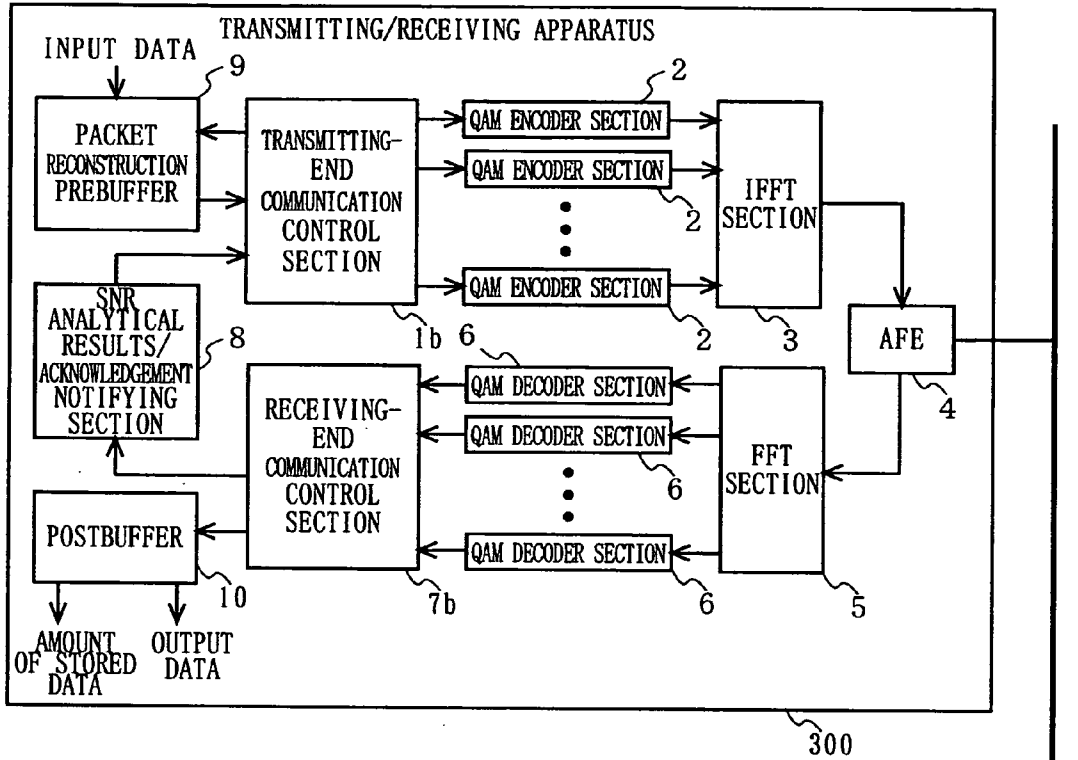 TRANSMITTING/RECEIVING APPARATUS
INPUT DATA
9
PACKET
RECONSTRUCTION
PREBUFFER
TRANSMITTING-
END
COMMUNICATION
CONTROL
SECTION
1b
2
QAM ENCODER SECTION
QAM ENCODER SECTION
2
QAM ENCODER SECTION
2
IFFT
SECTION
3
AFE
4
SNR
ANALYTICAL
RESULTS/
ACKNOWLEDGEMENT
NOTIFYING
SECTION
8
RECEIVING-
END
COMMUNICATION
CONTROL
SECTION
7b
6
QAM DECODER SECTION
QAM DECODER SECTION
6
QAM DECODER SECTION
6
FFT
SECTION
5
POSTBUFFER
10
AMOUNT
OF STORED
DATA
OUTPUT
DATA
300